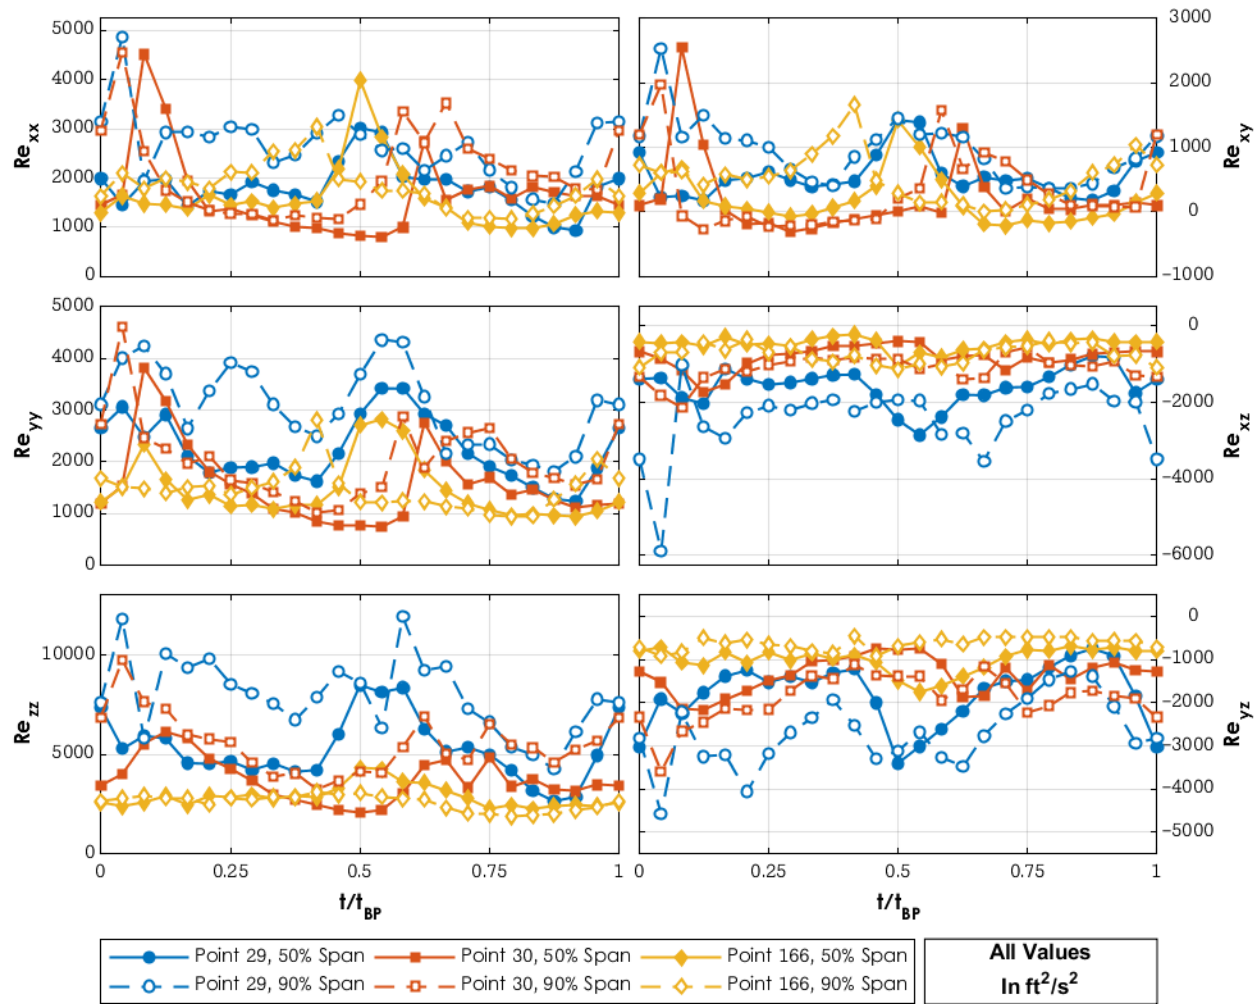 5000
4000
3000
2000
1000
0
Re_xx
3000
2000
1000
0
−1000
Re_xy
5000
4000
3000
2000
1000
0
Re_yy
0
−2000
−4000
−6000
Re_xz
10000
5000
0
Re_zz
0
−1000
−2000
−3000
−4000
−5000
Re_yz
0 0.25 0.5 0.75 1
0 0.25 0.5 0.75 1
t/t_BP
t/t_BP
Point 29, 50% Span Point 30, 50% Span Point 166, 50% Span
Point 29, 90% Span Point 30, 90% Span Point 166, 90% Span
All Values
In ft²/s²